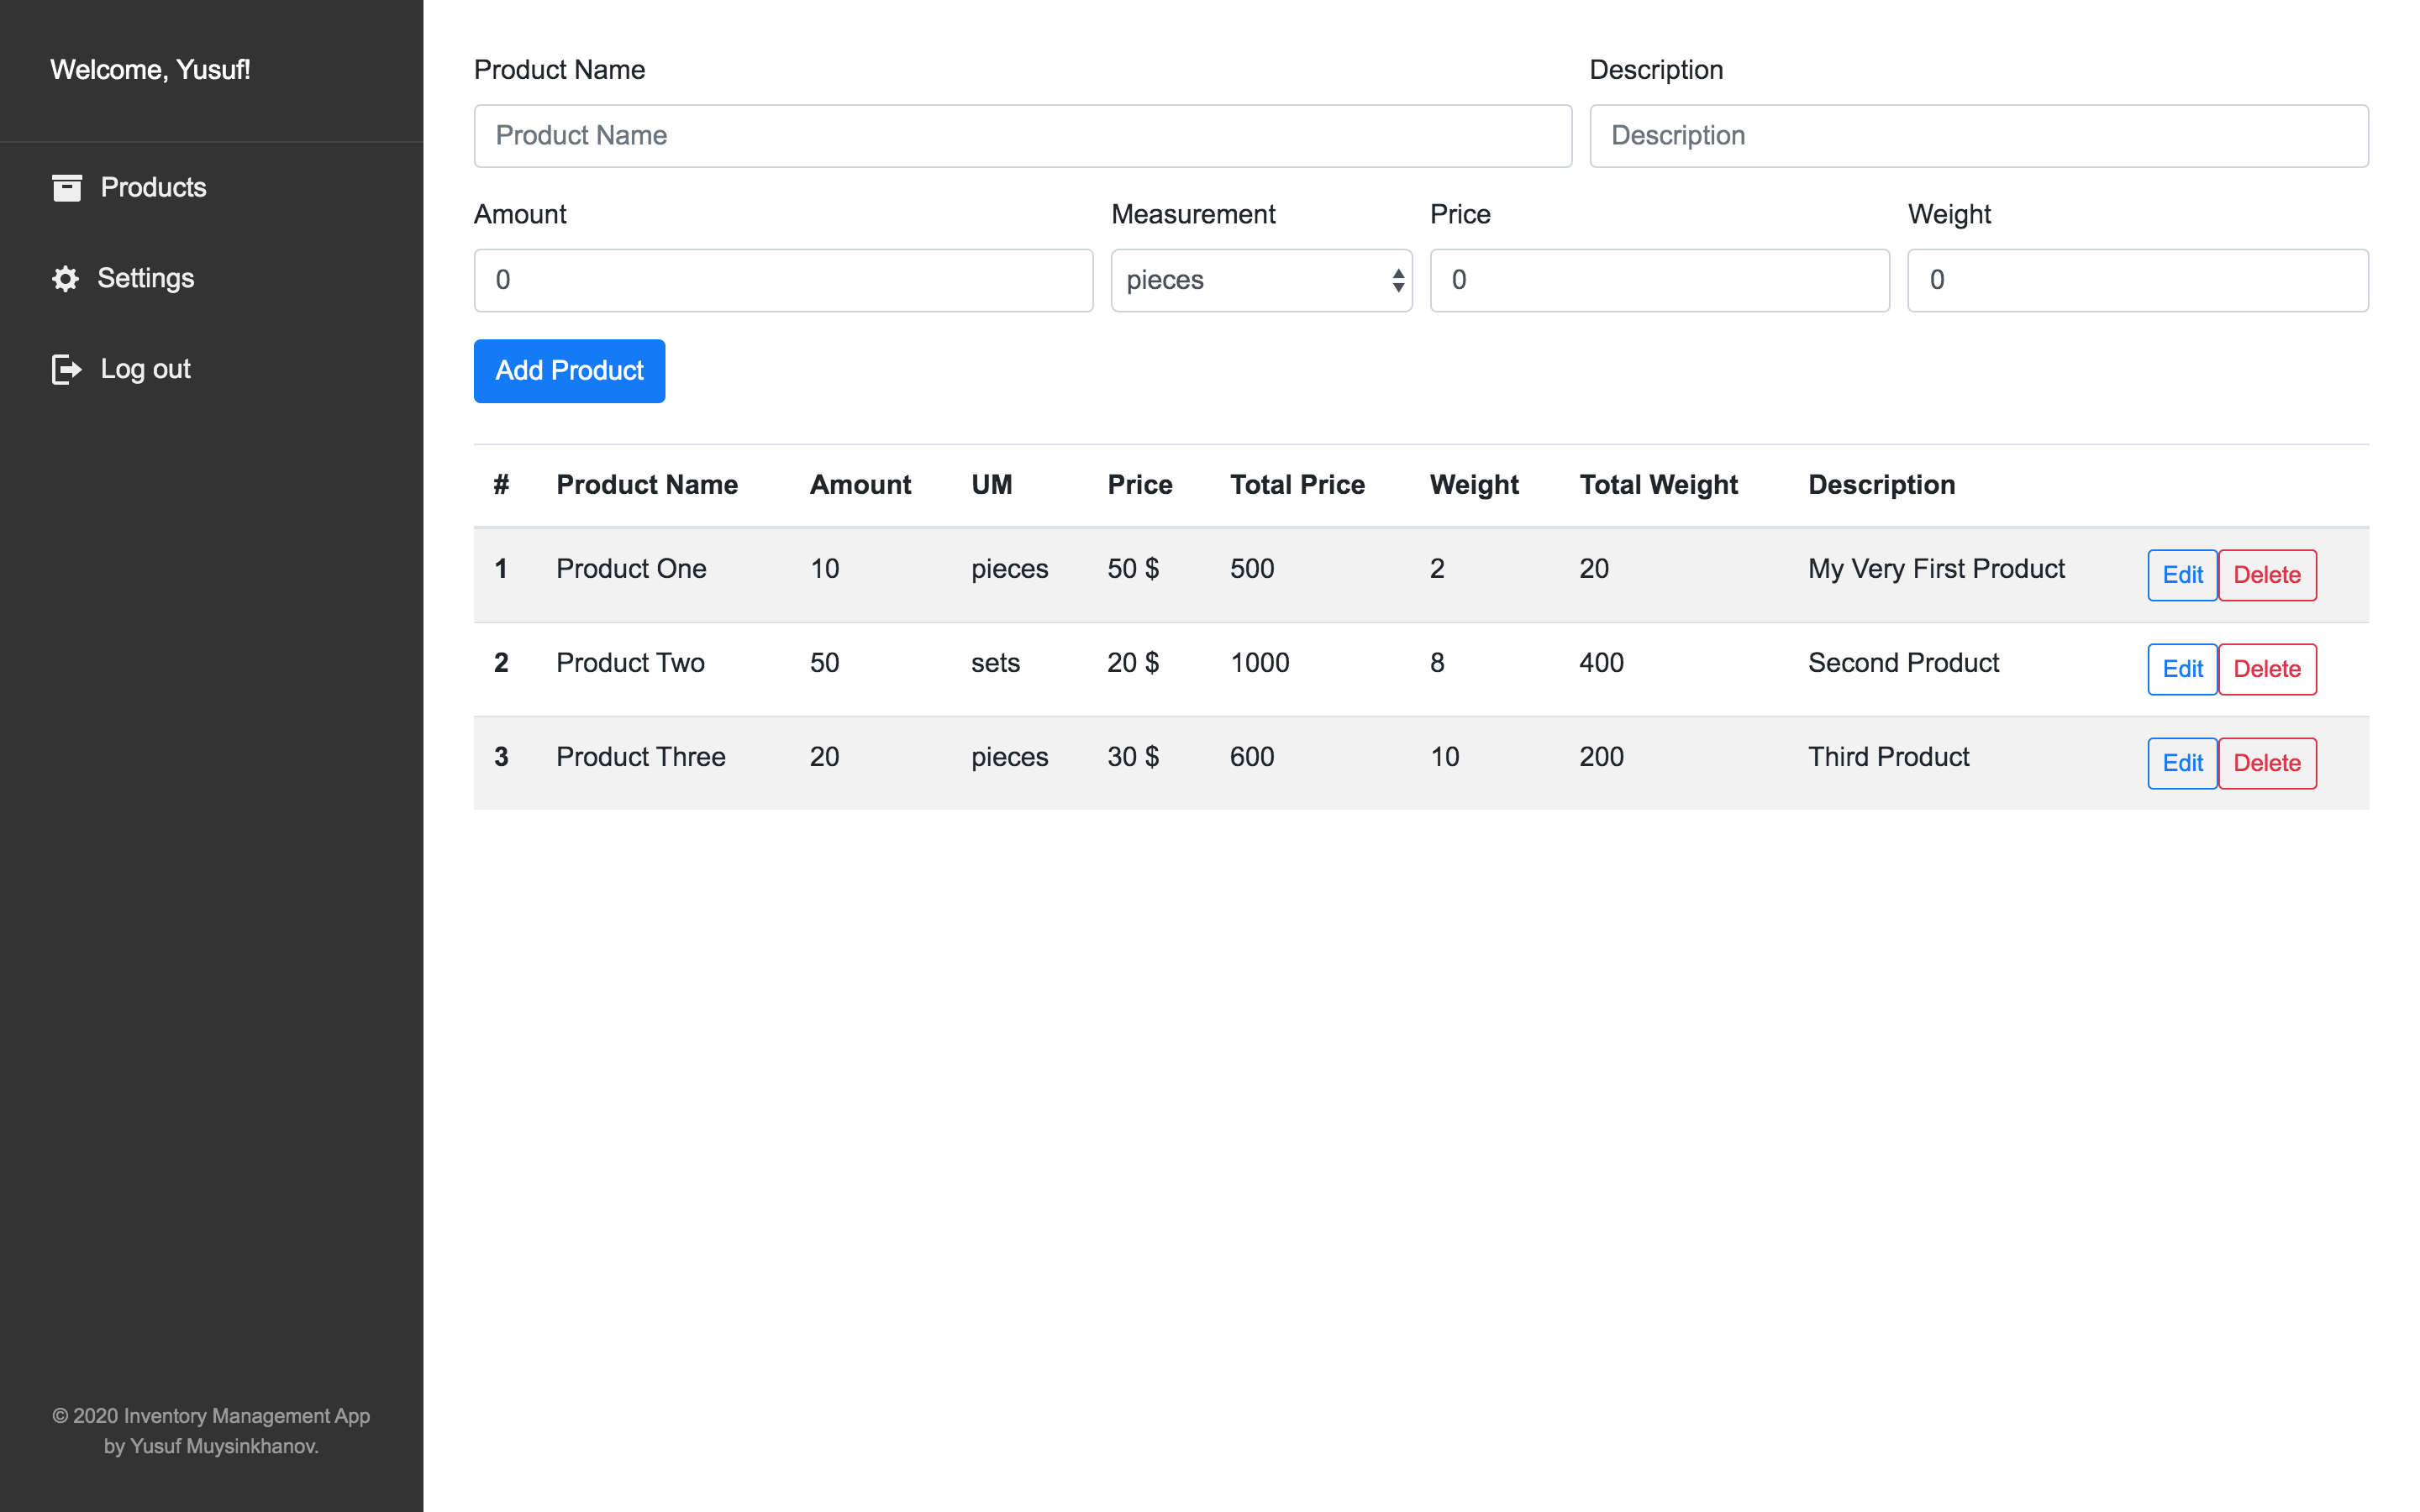 Welcome, Yusuf!
Products
Settings
Log out
© 2020 Inventory Management App
by Yusuf Muysinkhanov.
Product Name Description
Product Name Description
Amount Measurement Price Weight
0 pieces 0 0
Add Product
# Product Name Amount UM Price Total Price Weight Total Weight Description
1 Product One 10 pieces 50 $ 500 2 20 My Very First Product Edit Delete
2 Product Two 50 sets 20 $ 1000 8 400 Second Product Edit Delete
3 Product Three 20 pieces 30 $ 600 10 200 Third Product Edit Delete